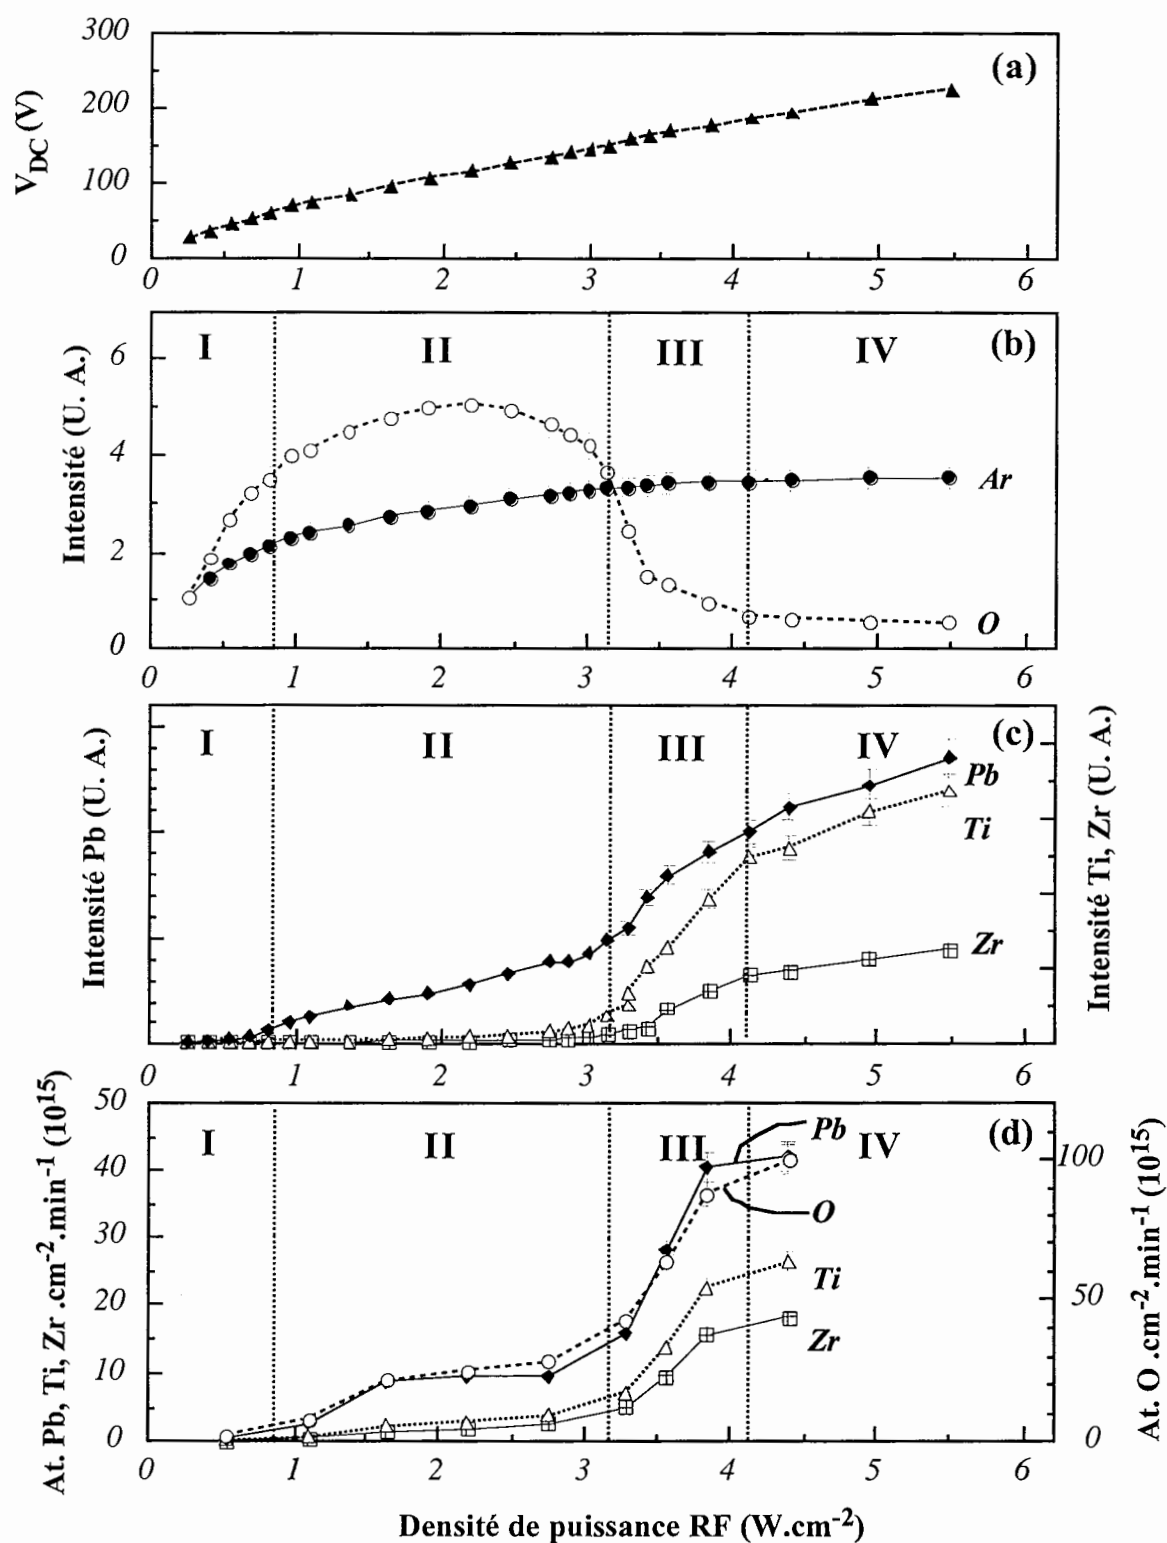 300
(a)
200
V_DC (V)
100
0
0 1 2 3 4 5 6
I II III IV (b)
6
Intensité (U. A.)
4
Ar
2
O
0
0 1 2 3 4 5 6
I II III IV (c)
Pb
Ti
Zr
Intensité Pb (U. A.)
Intensité Ti, Zr (U. A.)
0 1 2 3 4 5 6
50
I II III IV (d)
Pb
40 100
O
30
Ti
20 50
Zr
10
0 0
At. Pb, Ti, Zr .cm⁻².min⁻¹ (10¹⁵)
At. O .cm⁻².min⁻¹ (10¹⁵)
0 1 2 3 4 5 6
Densité de puissance RF (W.cm⁻²)